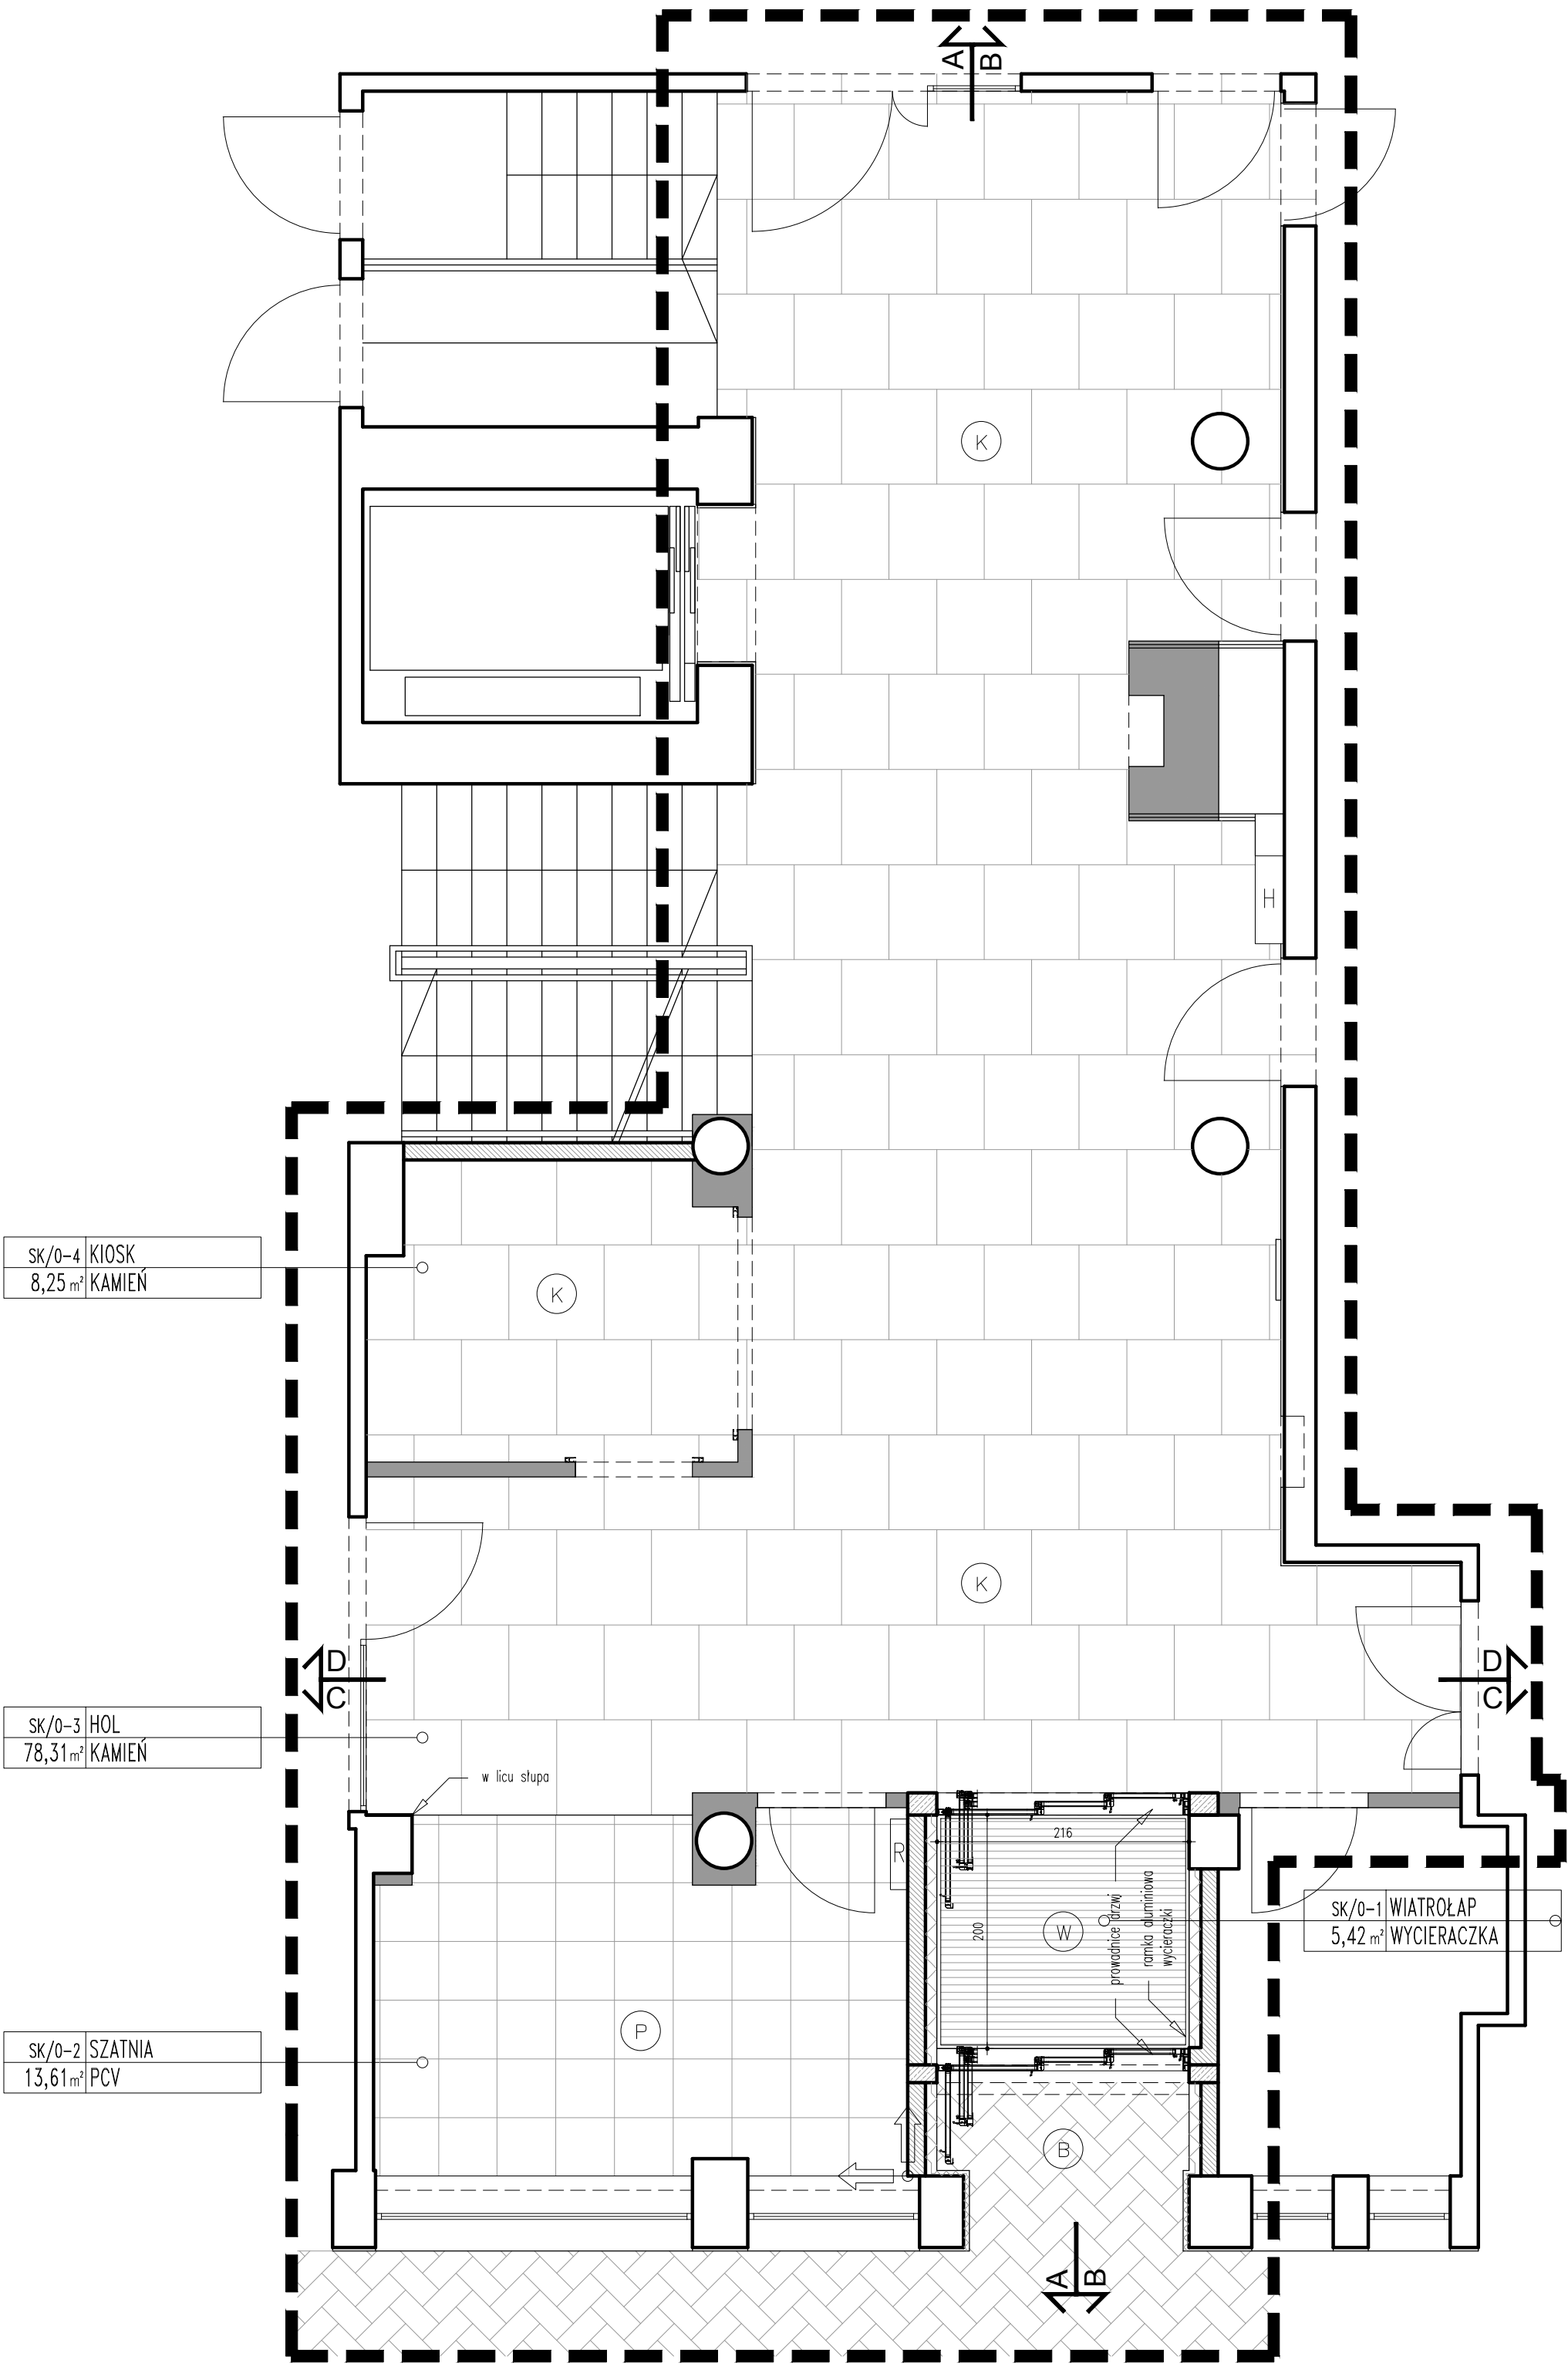 A B
K
H
SK/0-4 KIOSK
8,25 m² KAMIEŃ
K
K
D
C
D
C
SK/0-3 HOL
78,31 m² KAMIEŃ
w licu słupa
R
216
200
prowadnice drzwi
ramka aluminiowa
wycieraczki
W
SK/0-1 WIATROŁAP
5,42 m² WYCIERACZKA
P
SK/0-2 SZATNIA
13,61 m² PCV
B
A B